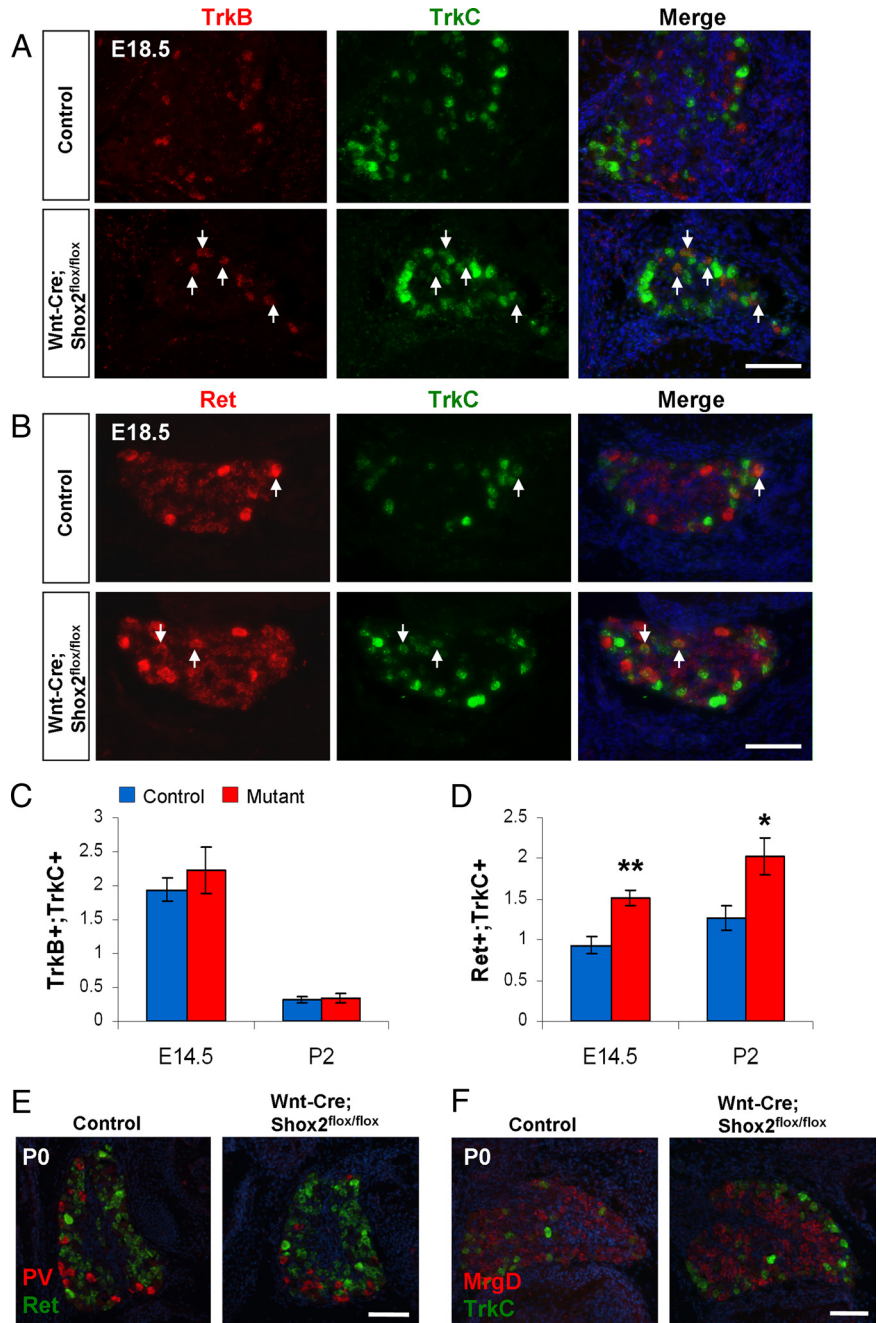 A
TrkB
TrkC
Merge
E18.5
Control
Wnt-Cre;
Shox2flox/flox
B
Ret
TrkC
Merge
E18.5
Control
Wnt-Cre;
Shox2flox/flox
C
Control
Mutant
TrkB+;TrkC+
3
2.5
2
1.5
1
0.5
0
E14.5
P2
D
Ret+;TrkC+
2.5
2
1.5
1
0.5
0
**
*
E14.5
P2
E
Control
Wnt-Cre;
Shox2flox/flox
P0
PV
Ret
F
Control
Wnt-Cre;
Shox2flox/flox
P0
MrgD
TrkC